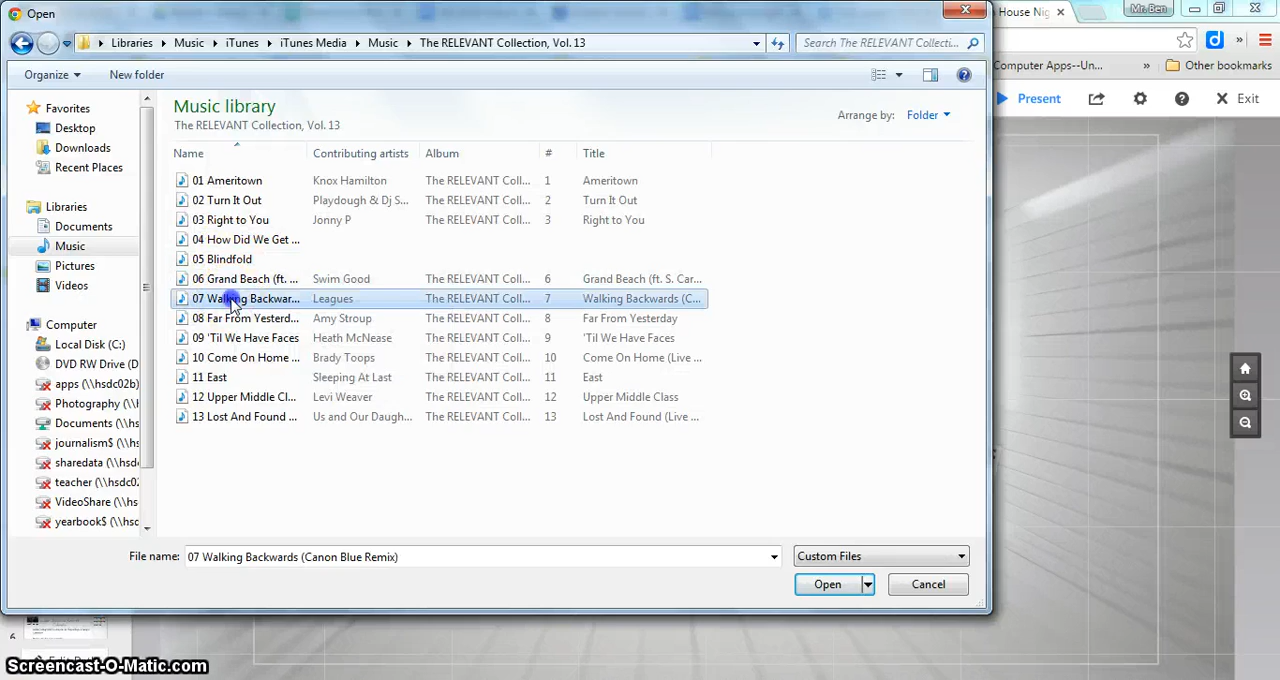 Open
Mr. Ben
House Nig
Libraries Music iTunes iTunes Media Music The RELEVANT Collection, Vol. 13
Search The RELEVANT Collecti...
»
Organize New folder
Computer Apps--Un... » Other bookmarks
Music library
The RELEVANT Collection, Vol. 13
Arrange by: Folder
Present Exit
Name Contributing artists Album # Title
01 Ameritown Knox Hamilton The RELEVANT Coll... 1 Ameritown
02 Turn It Out Playdough & Dj S... The RELEVANT Coll... 2 Turn It Out
03 Right to You Jonny P The RELEVANT Coll... 3 Right to You
04 How Did We Get ...
05 Blindfold
06 Grand Beach (ft. ... Swim Good The RELEVANT Coll... 6 Grand Beach (ft. S. Car...
07 Walking Backwar... Leagues The RELEVANT Coll... 7 Walking Backwards (C...
08 Far From Yesterd... Amy Stroup The RELEVANT Coll... 8 Far From Yesterday
09 'Til We Have Faces Heath McNease The RELEVANT Coll... 9 'Til We Have Faces
10 Come On Home ... Brady Toops The RELEVANT Coll... 10 Come On Home (Live ...
11 East Sleeping At Last The RELEVANT Coll... 11 East
12 Upper Middle Cl... Levi Weaver The RELEVANT Coll... 12 Upper Middle Class
13 Lost And Found ... Us and Our Daugh... The RELEVANT Coll... 13 Lost And Found (Live ...
Favorites
Desktop
Downloads
Recent Places
Libraries
Documents
Music
Pictures
Videos
Computer
Local Disk (C:)
DVD RW Drive (D
apps (\\hsdc02b)
Photography (\\h
Documents (\\hs
journalism$ (\\hs
sharedata (\\hsdc
teacher (\\hsdc02
VideoShare (\\hs
yearbook$ (\\hsd
File name: 07 Walking Backwards (Canon Blue Remix) Custom Files
Open Cancel
6
Screencast-O-Matic.com